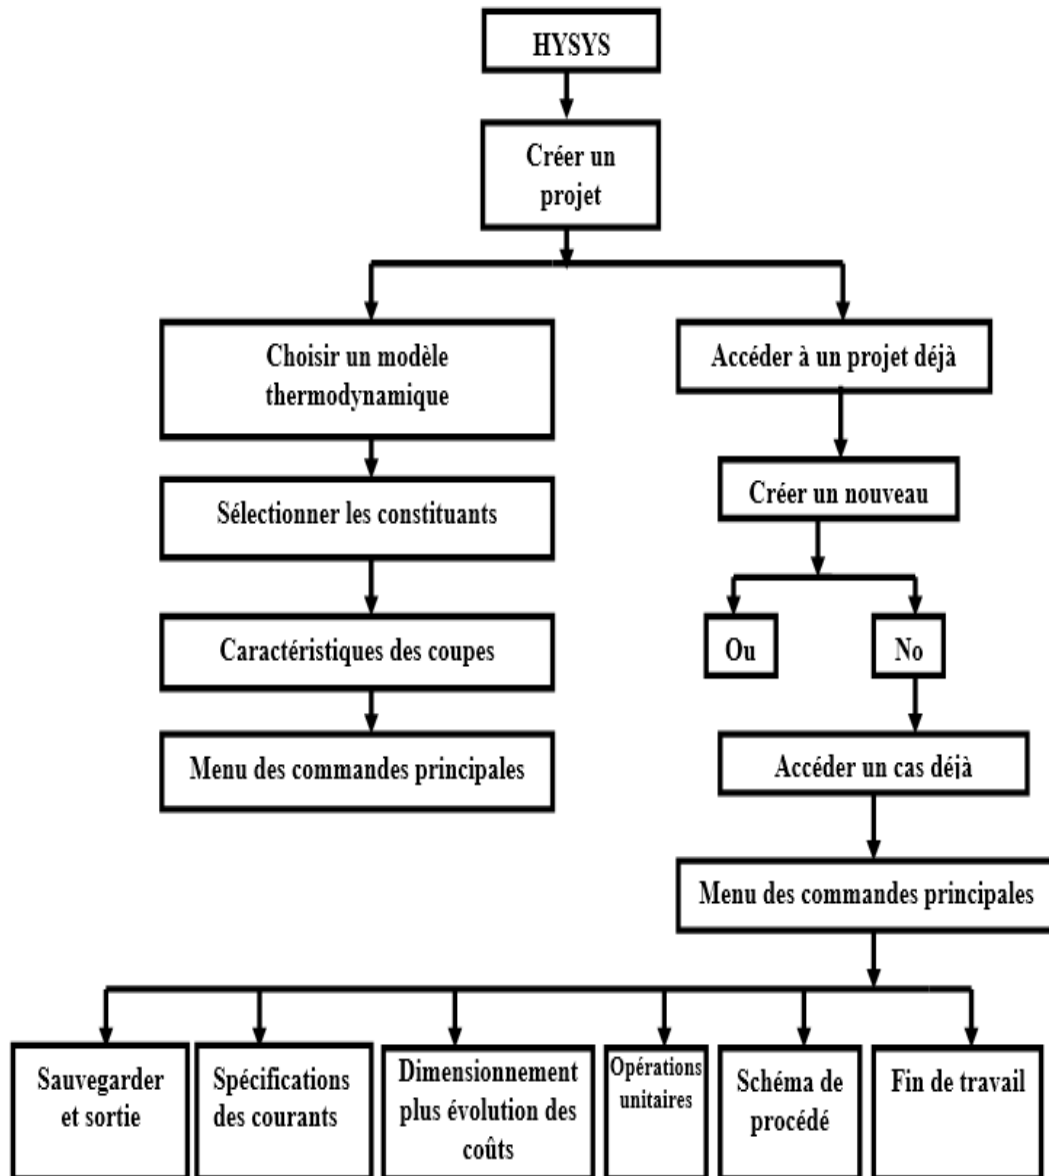 HYSYS
Créer un
projet
Choisir un modèle
thermodynamique
Accéder à un projet déjà
Sélectionner les constituants
Créer un nouveau
Caractéristiques des coupes
Ou
No
Menu des commandes principales
Accéder un cas déjà
Menu des commandes principales
Sauvegarder
et sortie
Spécifications
des courants
Dimensionnement
plus évolution des
coûts
Opérations
unitaires
Schéma de
procédé
Fin de travail